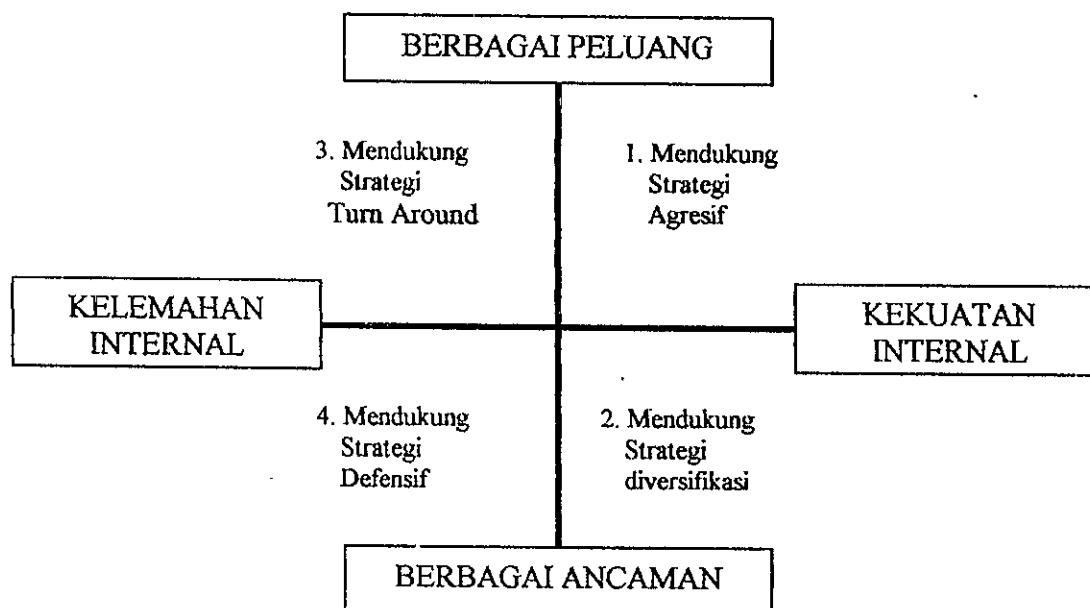 BERBAGAI PELUANG
3. Mendukung
Strategi
Turn Around
1. Mendukung
Strategi
Agresif
KELEMAHAN
INTERNAL
KEKUATAN
INTERNAL
4. Mendukung
Strategi
Defensif
2. Mendukung
Strategi
diversifikasi
BERBAGAI ANCAMAN